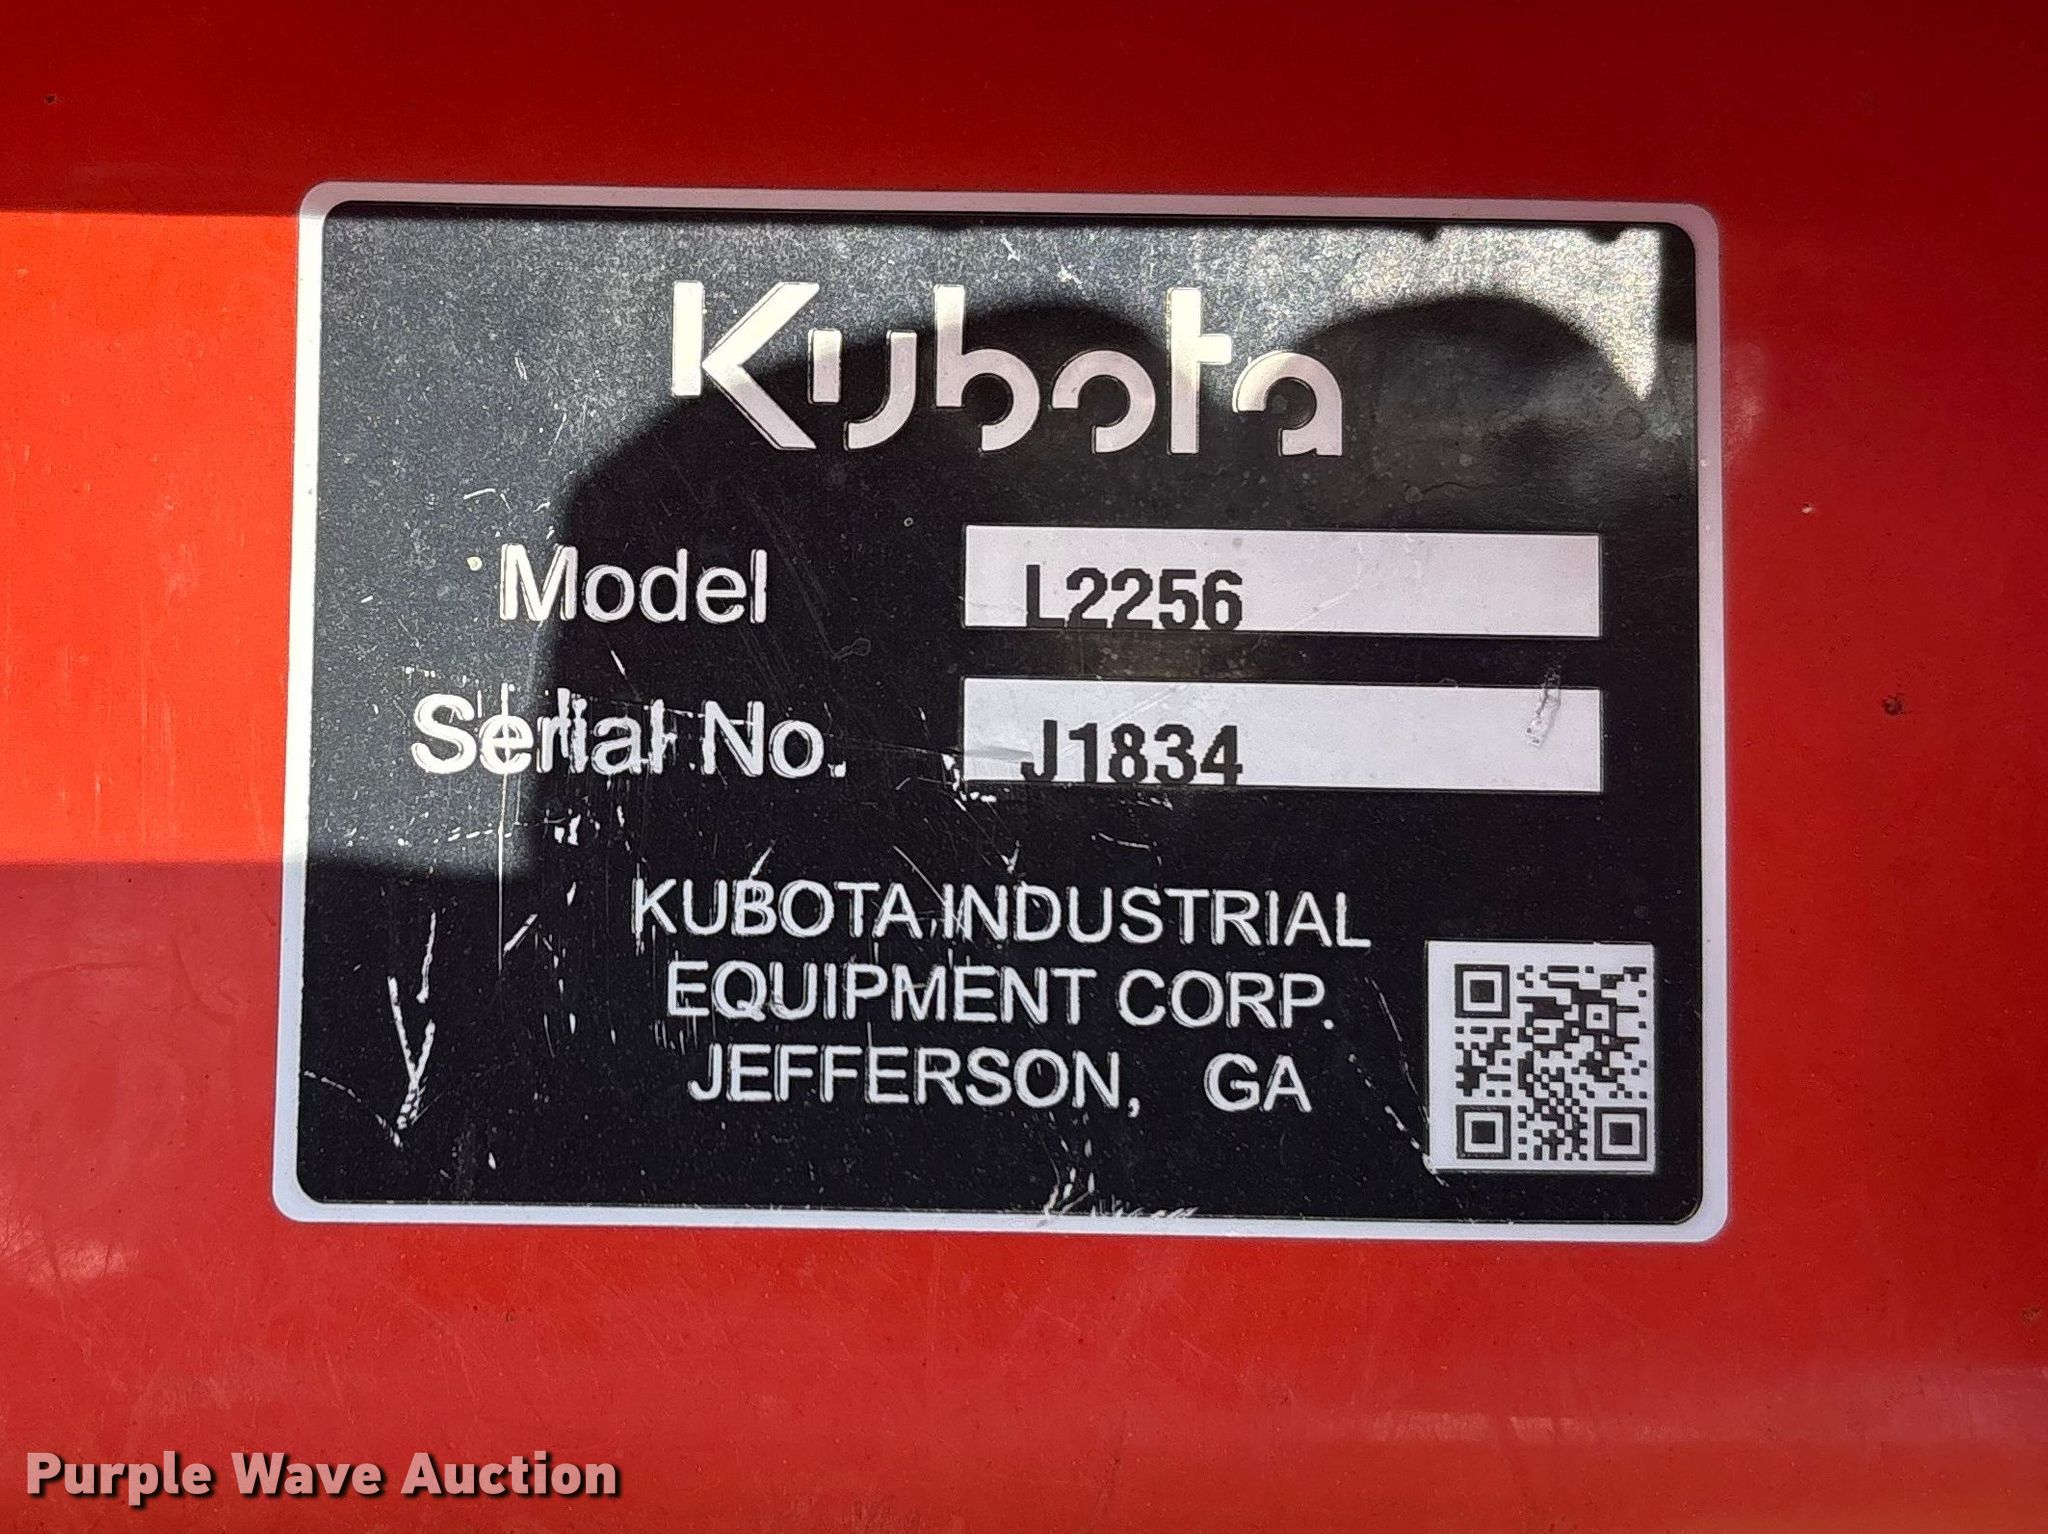 Kubota
Model L2256
Serial No. J1834
KUBOTA INDUSTRIAL
EQUIPMENT CORP.
JEFFERSON, GA
Purple Wave Auction